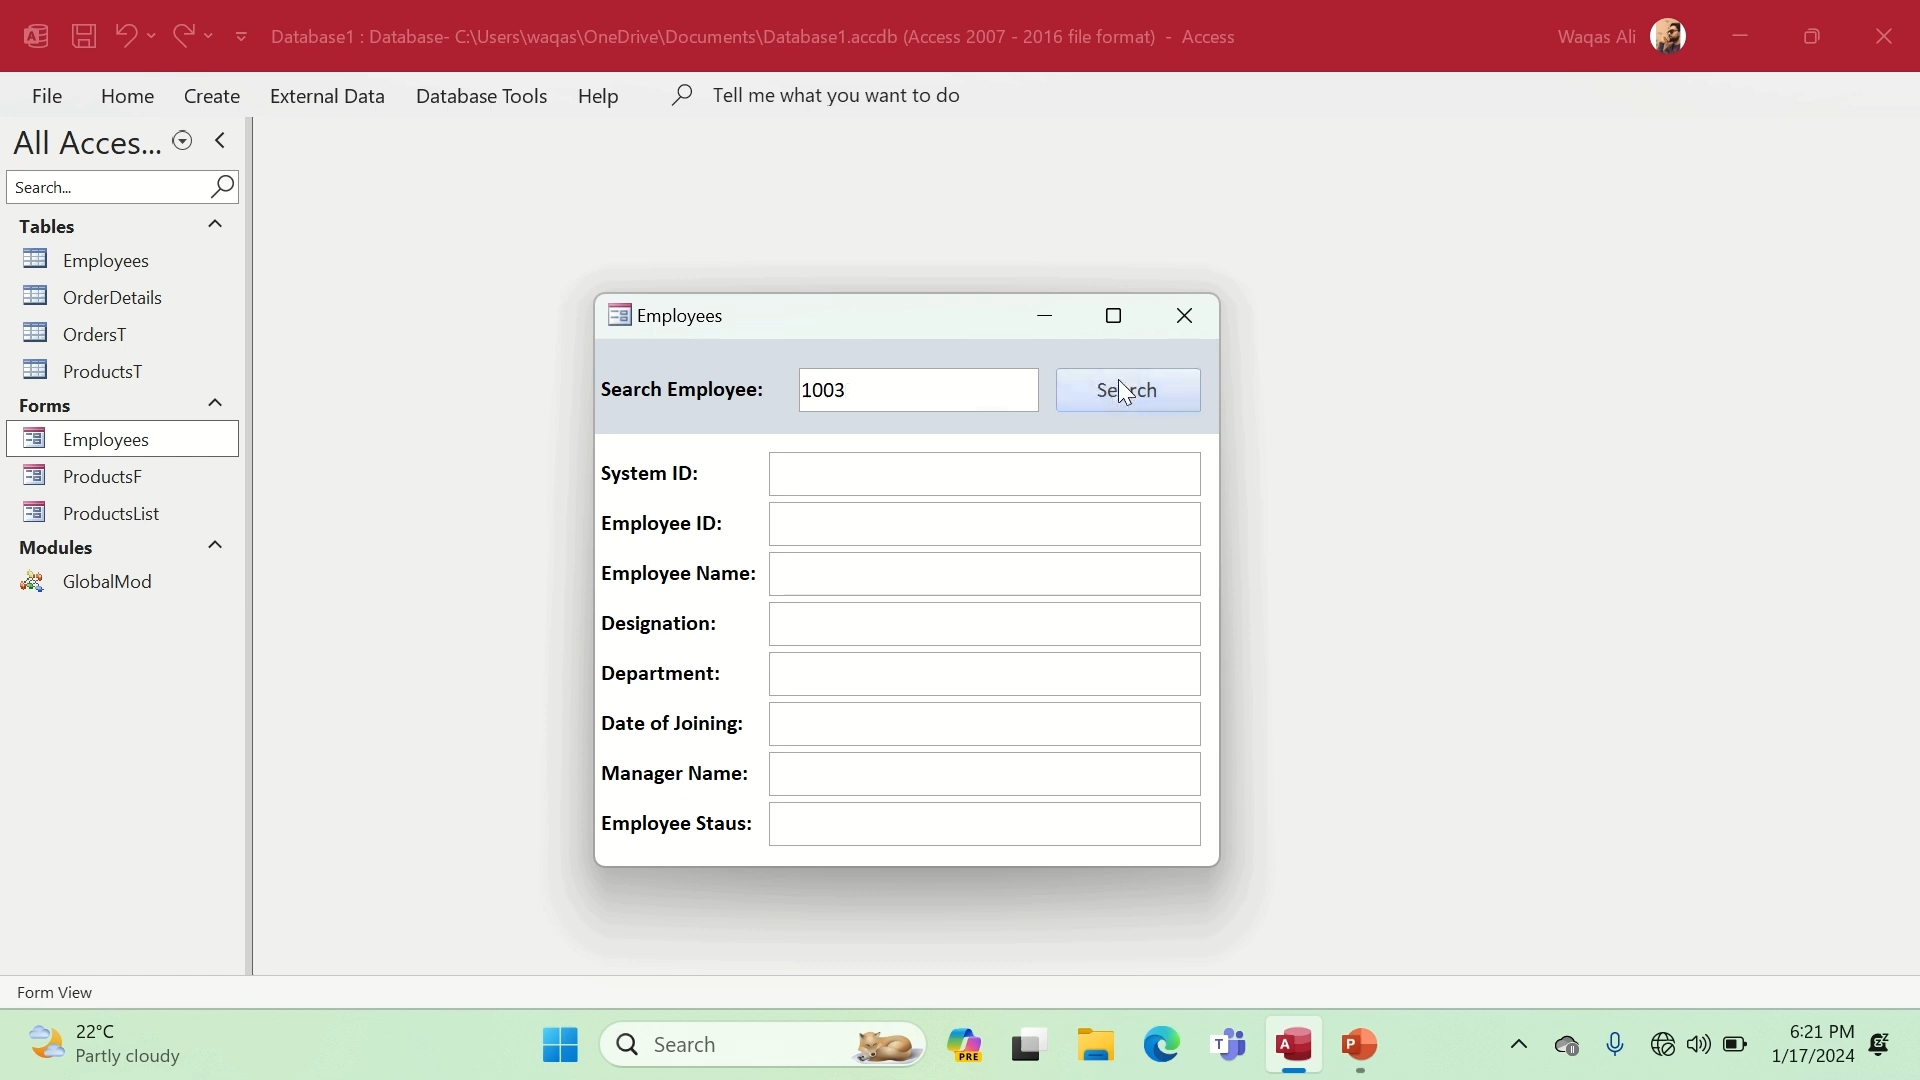 Database1 : Database- C:\Users\waqas\OneDrive\Documents\Database1.accdb (Access 2007 - 2016 file format) - Access
Waqas Ali
File Home Create External Data Database Tools Help Tell me what you want to do
All Acces...
Search...
Tables
Employees
OrderDetails
OrdersT
ProductsT
Forms
Employees
ProductsF
ProductsList
Modules
GlobalMod
Employees
Search Employee: 1003 Search
System ID:
Employee ID:
Employee Name:
Designation:
Department:
Date of Joining:
Manager Name:
Employee Staus:
Form View
22°C
Partly cloudy
Search
PRE
6:21 PM
1/17/2024